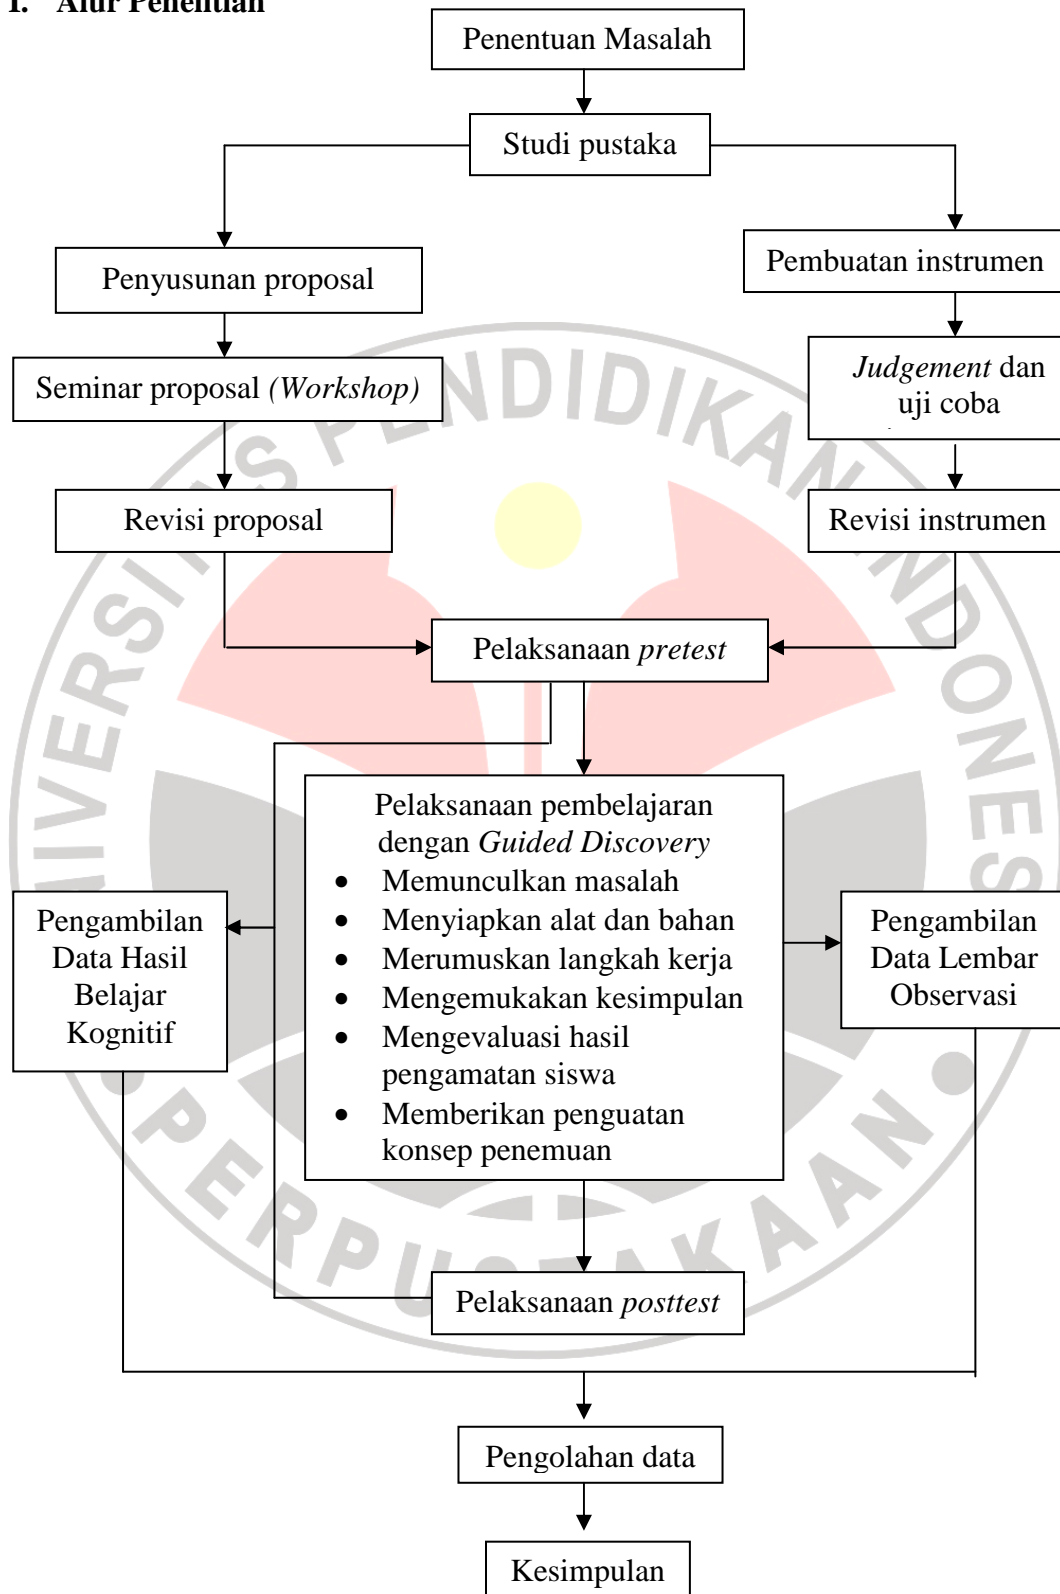 I. Alur Penelitian
Penentuan Masalah
Studi pustaka
Penyusunan proposal
Pembuatan instrumen
Seminar proposal (Workshop)
Judgement dan
uji coba
Revisi proposal
Revisi instrumen
Pelaksanaan pretest
Pelaksanaan pembelajaran
dengan Guided Discovery
• Memunculkan masalah
• Menyiapkan alat dan bahan
• Merumuskan langkah kerja
• Mengemukakan kesimpulan
• Mengevaluasi hasil
pengamatan siswa
• Memberikan penguatan
konsep penemuan
Pengambilan
Data Hasil
Belajar
Kognitif
Pengambilan
Data Lembar
Observasi
Pelaksanaan posttest
Pengolahan data
Kesimpulan
PENDIDIKAN
PERPUSTAKAAN